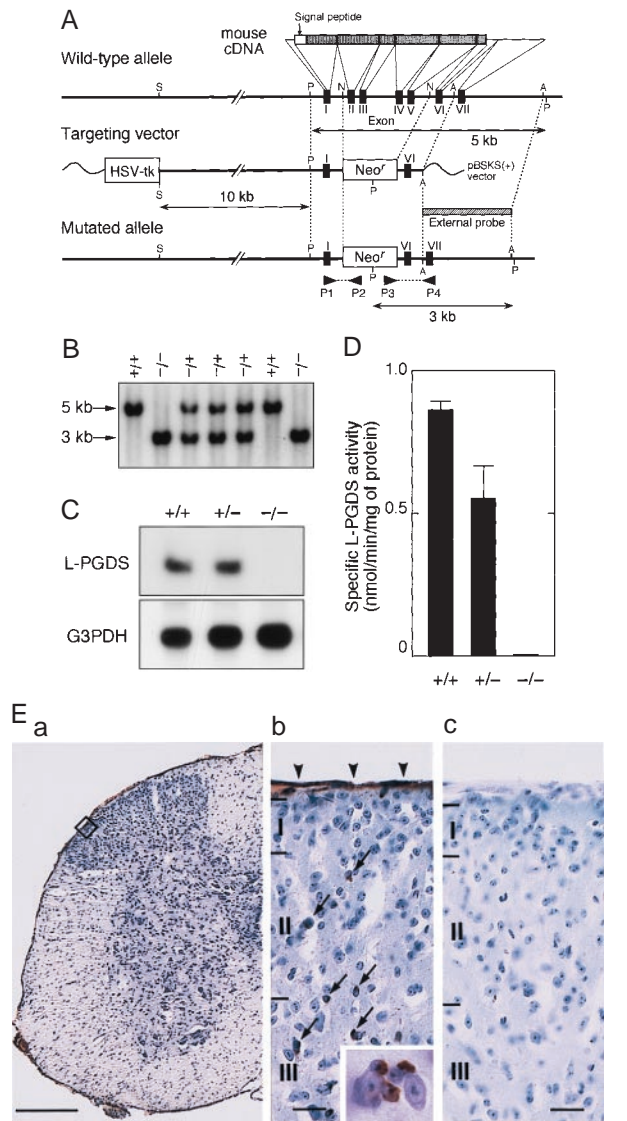 A
Signal peptide
mouse
cDNA
Wild-type allele
S P N N A A
I II III IV V VI VII
Exon
5 kb
Targeting vector
HSV-tk
I
Neoʳ
VI
pBSKS(+)
vector
S P A
10 kb
External probe
Mutated allele
S P I
Neoʳ
VI VII A
P A P
P1 P2 P3 P4
3 kb
B
+/+ −/− −/+ −/+ −/+ +/+ −/−
5 kb
3 kb
C
+/+ +/− −/−
L-PGDS
G3PDH
D
Specific L-PGDS activity
(nmol/min/mg of protein)
1.0
0.5
0
+/+ +/− −/−
E
a
b
I
II
III
c
I
II
III